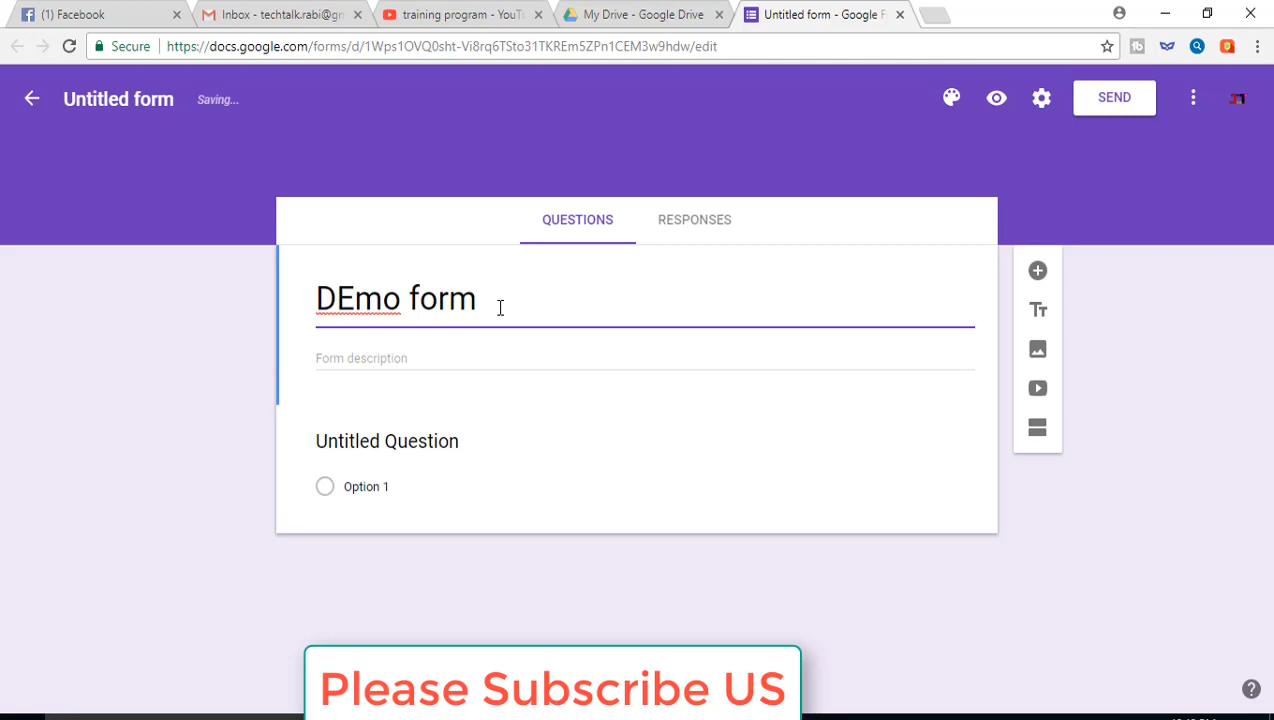 (1) Facebook
Inbox - techtalk.rabi@gm
training program - YouTu
My Drive - Google Drive
Untitled form - Google F
Secure
https://docs.google.com/forms/d/1Wps1OVQ0sht-Vi8rq6TSto31TKREm5ZPn1CEM3w9hdw/edit
Untitled form
Saving...
SEND
QUESTIONS
RESPONSES
DEmo form
Form description
Untitled Question
Option 1
Please Subscribe US